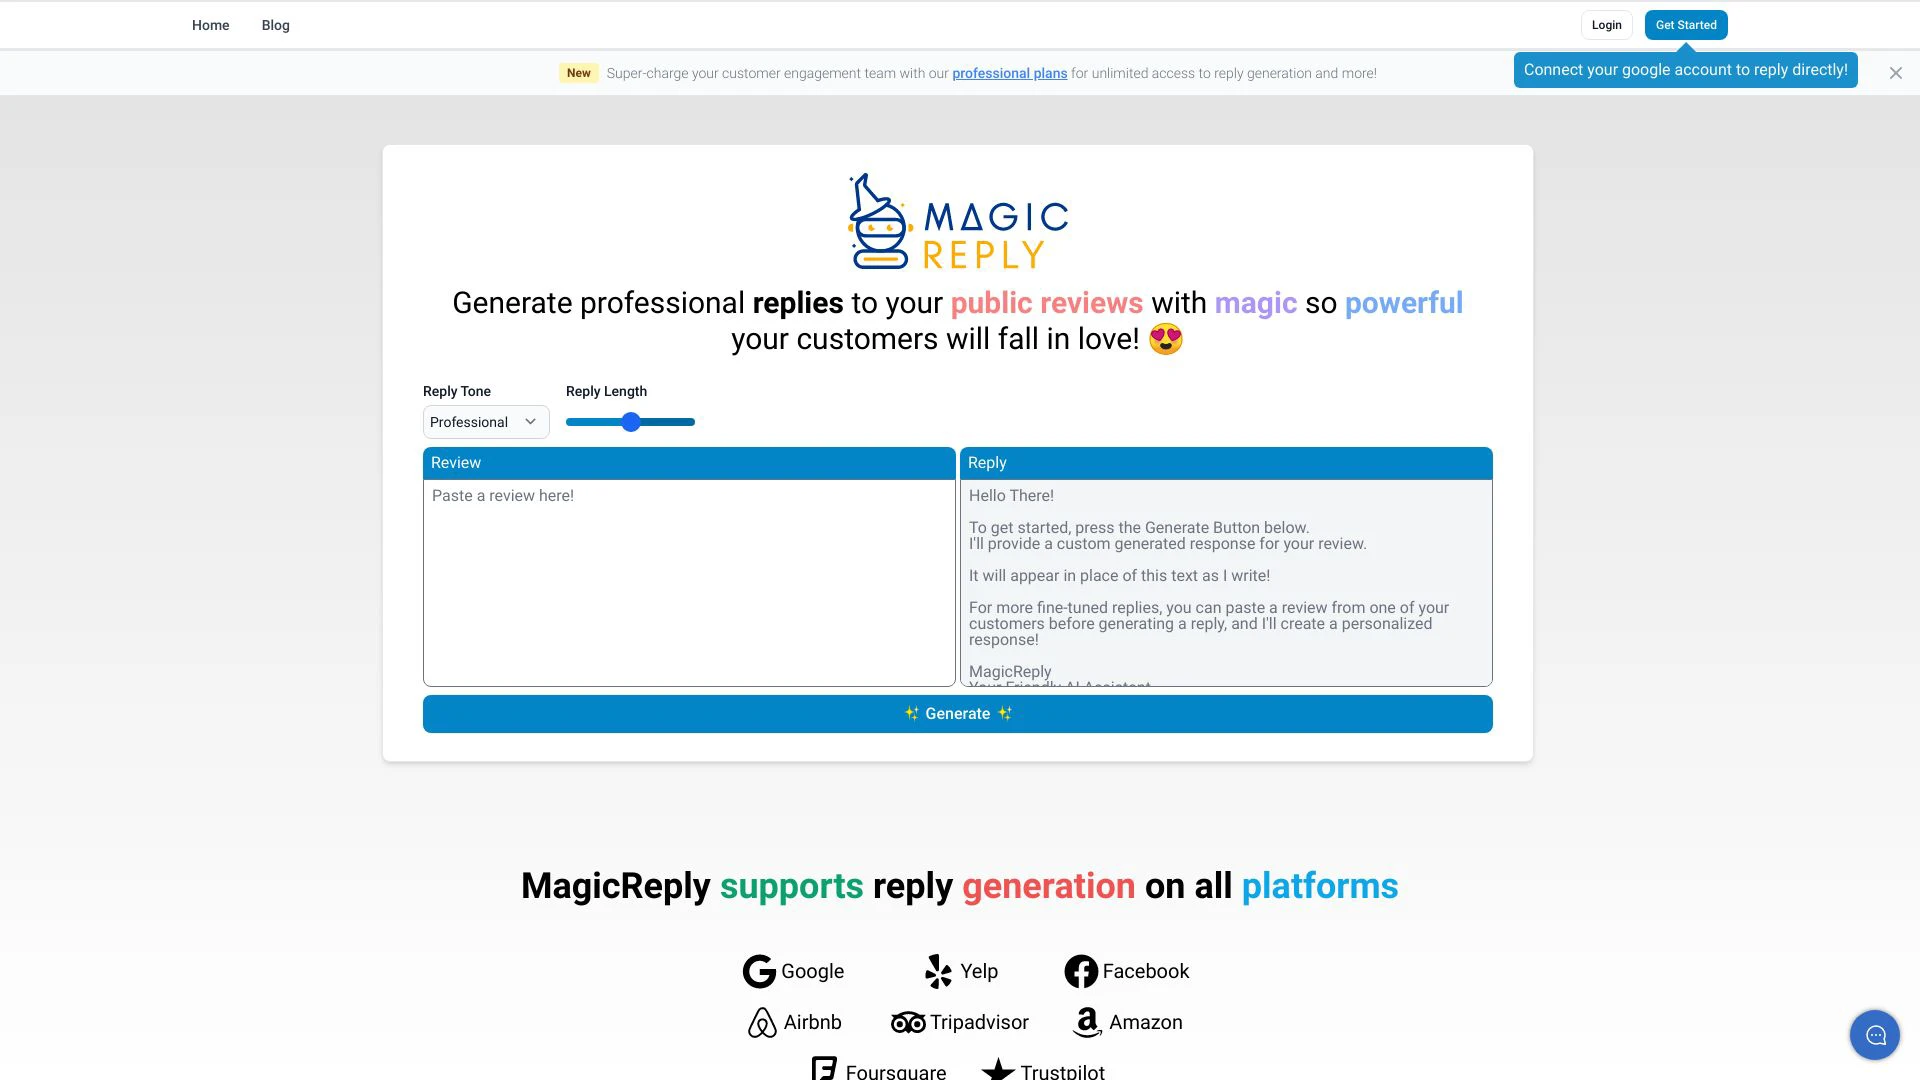 Home
Blog
Login
Get Started
New Super-charge your customer engagement team with our professional plans for unlimited access to reply generation and more!
Connect your google account to reply directly!
MAGIC
REPLY
Generate professional replies to your public reviews with magic so powerful
your customers will fall in love! 😍
Reply Tone
Reply Length
Professional
Review
Reply
Paste a review here!
Hello There!
To get started, press the Generate Button below.
I'll provide a custom generated response for your review.
It will appear in place of this text as I write!
For more fine-tuned replies, you can paste a review from one of your
customers before generating a reply, and I'll create a personalized
response!
MagicReply
Your Friendly AI Assistant
✨ Generate ✨
MagicReply supports reply generation on all platforms
Google
Yelp
Facebook
Airbnb
Tripadvisor
Amazon
Foursquare
Trustpilot